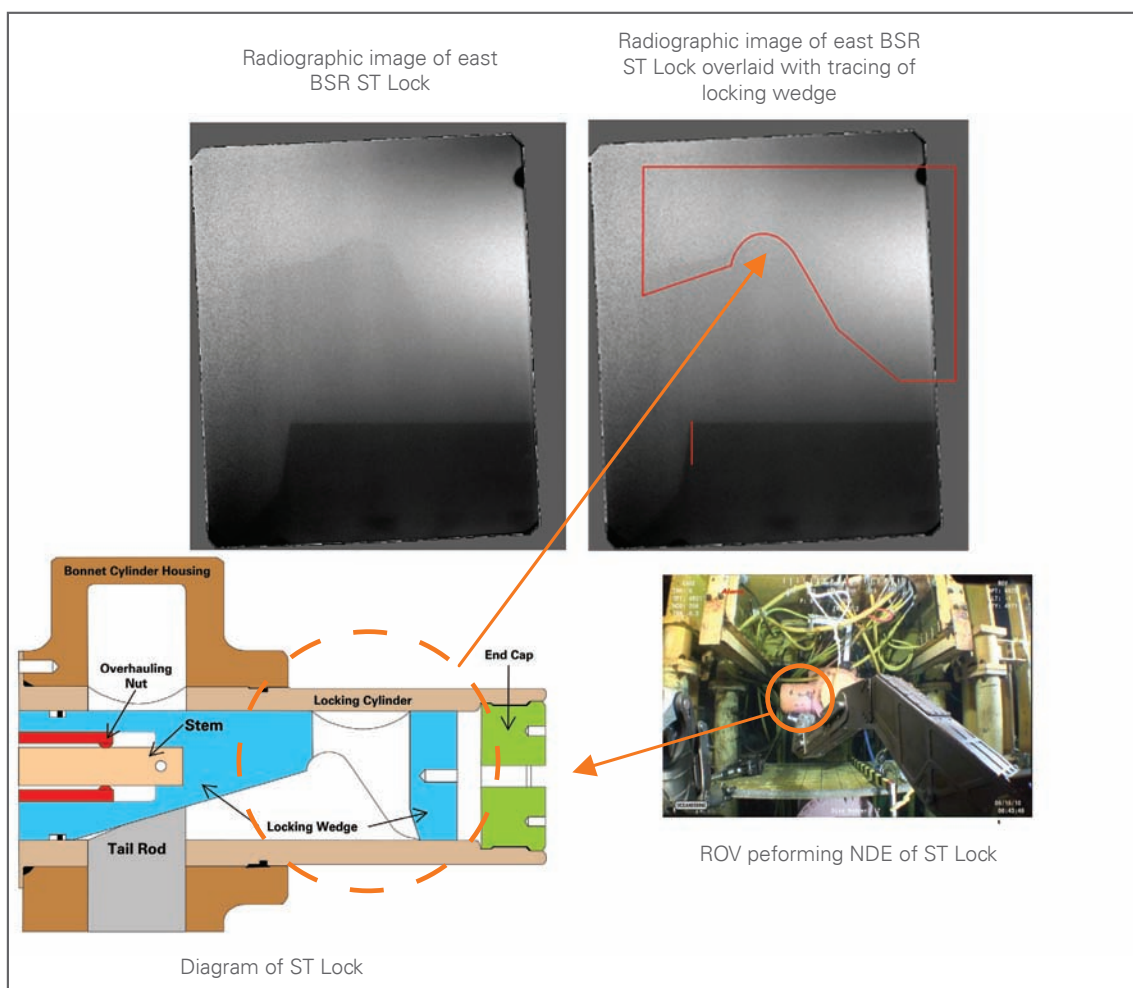 Radiographic image of east
BSR ST Lock
Radiographic image of east BSR
ST Lock overlaid with tracing of
locking wedge
Bonnet Cylinder Housing
Overhauling
Nut
Stem
End Cap
Locking Cylinder
Locking Wedge
Tail Rod
Diagram of ST Lock
ROV peforming NDE of ST Lock